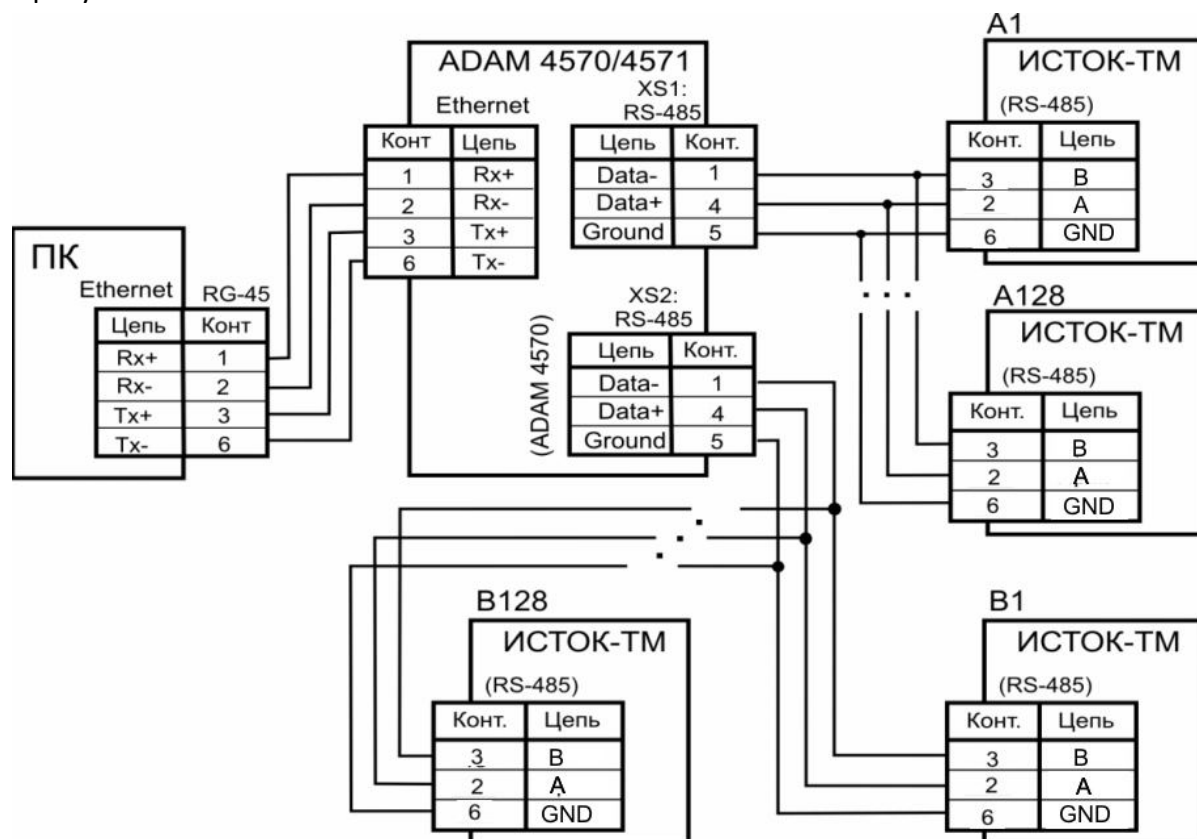 A1
ADAM 4570/4571
ИСТОК-ТМ
XS1:
Ethernet
RS-485
(RS-485)
Конт Цепь
Цепь Конт.
Конт. Цепь
1 Rx+
2 Rx-
3 Tx+
6 Tx-
Data- 1
Data+ 4
Ground 5
3 B
2 A
6 GND
ПК
Ethernet RG-45
Цепь Конт
Rx+ 1
Rx- 2
Tx+ 3
Tx- 6
XS2:
RS-485
(ADAM 4570)
Цепь Конт.
Data- 1
Data+ 4
Ground 5
A128
ИСТОК-ТМ
(RS-485)
Конт. Цепь
3 B
2 A
6 GND
B128
ИСТОК-ТМ
(RS-485)
Конт. Цепь
3 B
2 A
6 GND
B1
ИСТОК-ТМ
(RS-485)
Конт. Цепь
3 B
2 A
6 GND